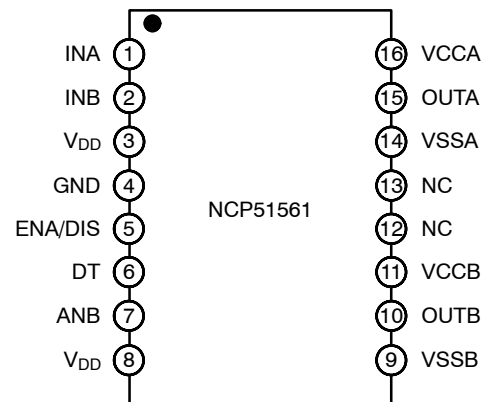 INA 1 16 VCCA
INB 2 15 OUTA
VDD 3 14 VSSA
GND 4 13 NC
NCP51561
ENA/DIS 5 12 NC
DT 6 11 VCCB
ANB 7 10 OUTB
VDD 8 9 VSSB